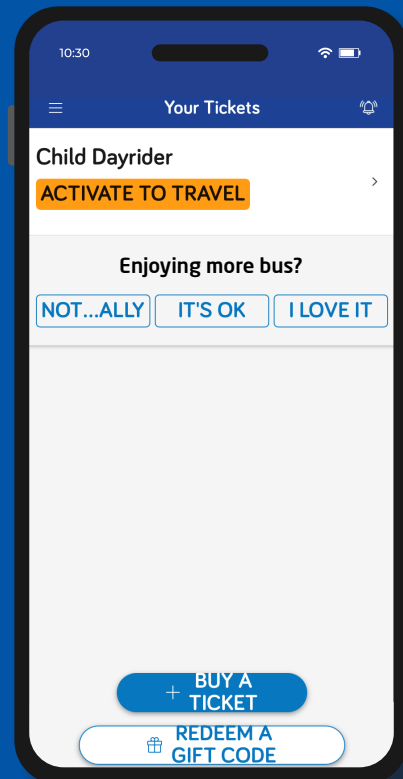 10:30
Your Tickets
Child Dayrider
ACTIVATE TO TRAVEL
Enjoying more bus?
NOT...ALLY IT'S OK I LOVE IT
BUY A
TICKET
REDEEM A
GIFT CODE